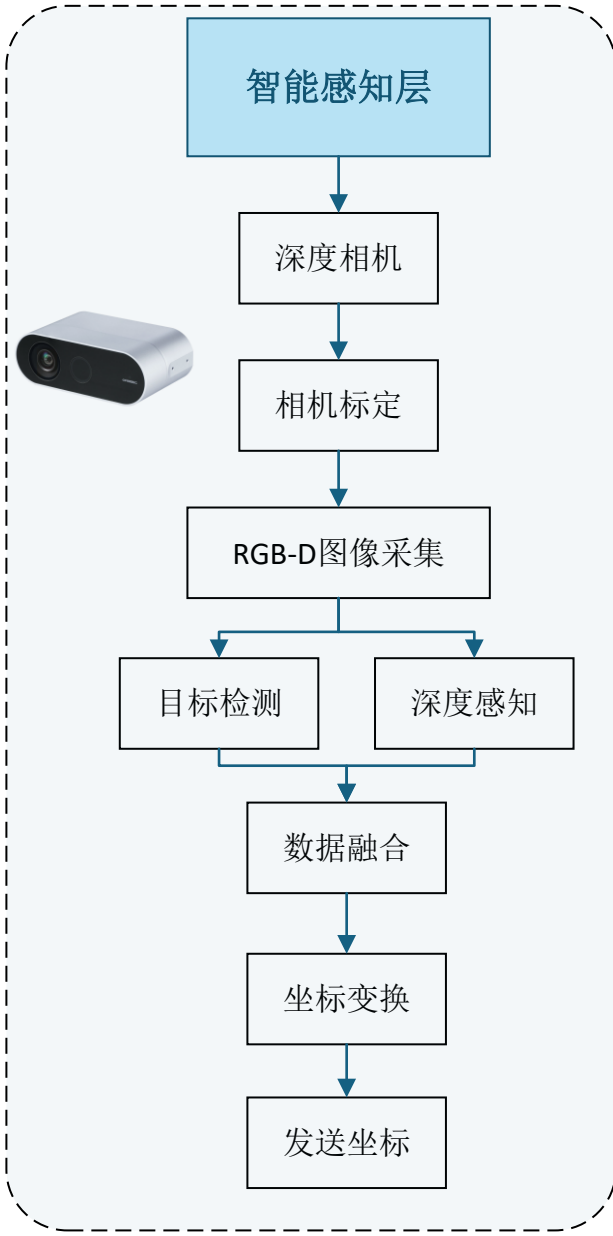 智能感知层
深度相机
相机标定
RGB-D图像采集
目标检测
深度感知
数据融合
坐标变换
发送坐标